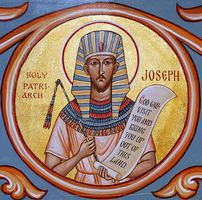 HOLY
PATRI-
ARCH
JOSEPH
GOD WILL
VISIT
YOU AND
BRING
YOU UP
OUT OF
THIS
LAND